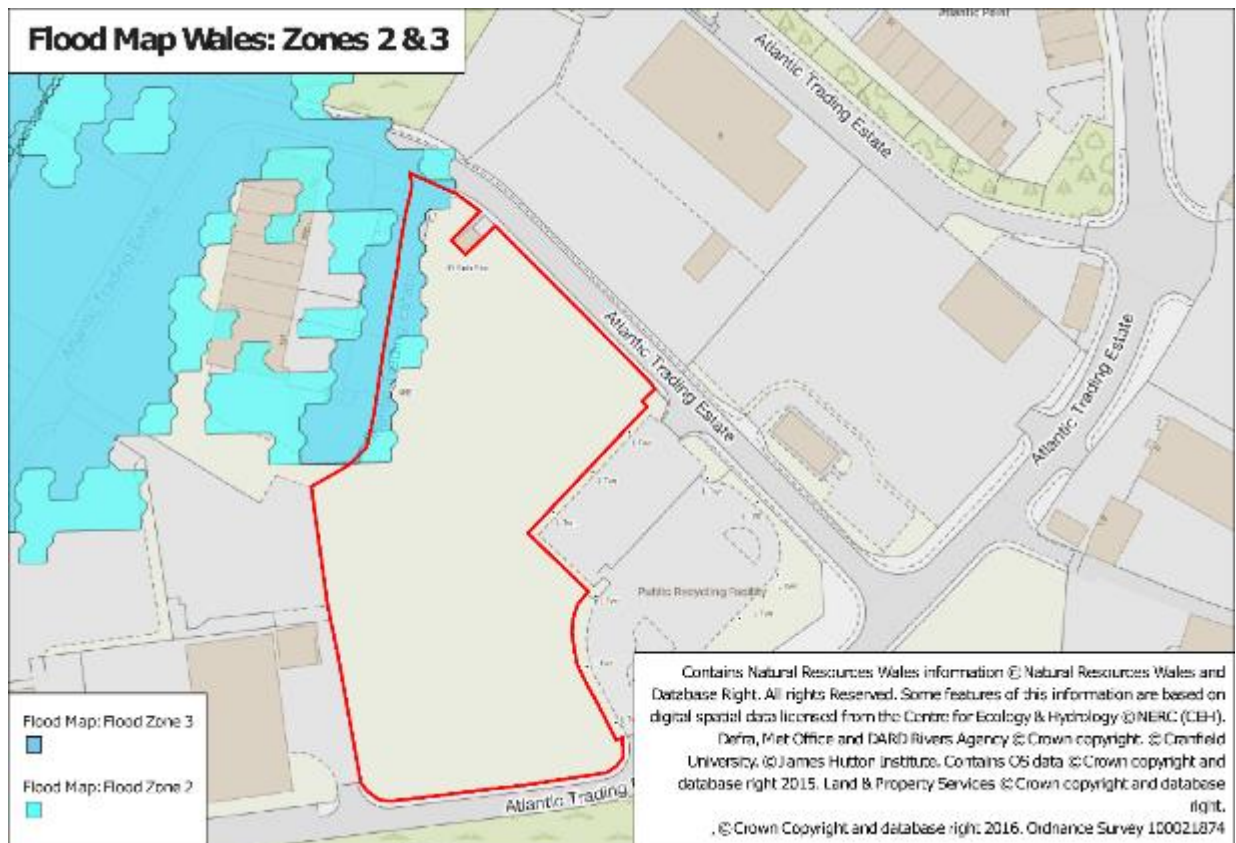 Flood Map Wales: Zones 2 & 3
Atlantic Point
Atlantic Trading Estate
Atlantic Trading Estate
Atlantic Trading Estate
Atlantic Trading Estate
Public Recycling Facility
Atlantic Trading
Flood Map: Flood Zone 3
Flood Map: Flood Zone 2
Contains Natural Resources Wales information © Natural Resources Wales and
Database Right. All rights Reserved. Some features of this information are based on
digital spatial data licensed from the Centre for Ecology & Hydrology © NERC (CEH).
Defra, Met Office and DARD Rivers Agency © Crown copyright. © Cranfield
University. © James Hutton Institute. Contains OS data © Crown copyright and
database right 2015. Land & Property Services © Crown copyright and database
right.
, © Crown Copyright and database right 2016. Ordnance Survey 100021874